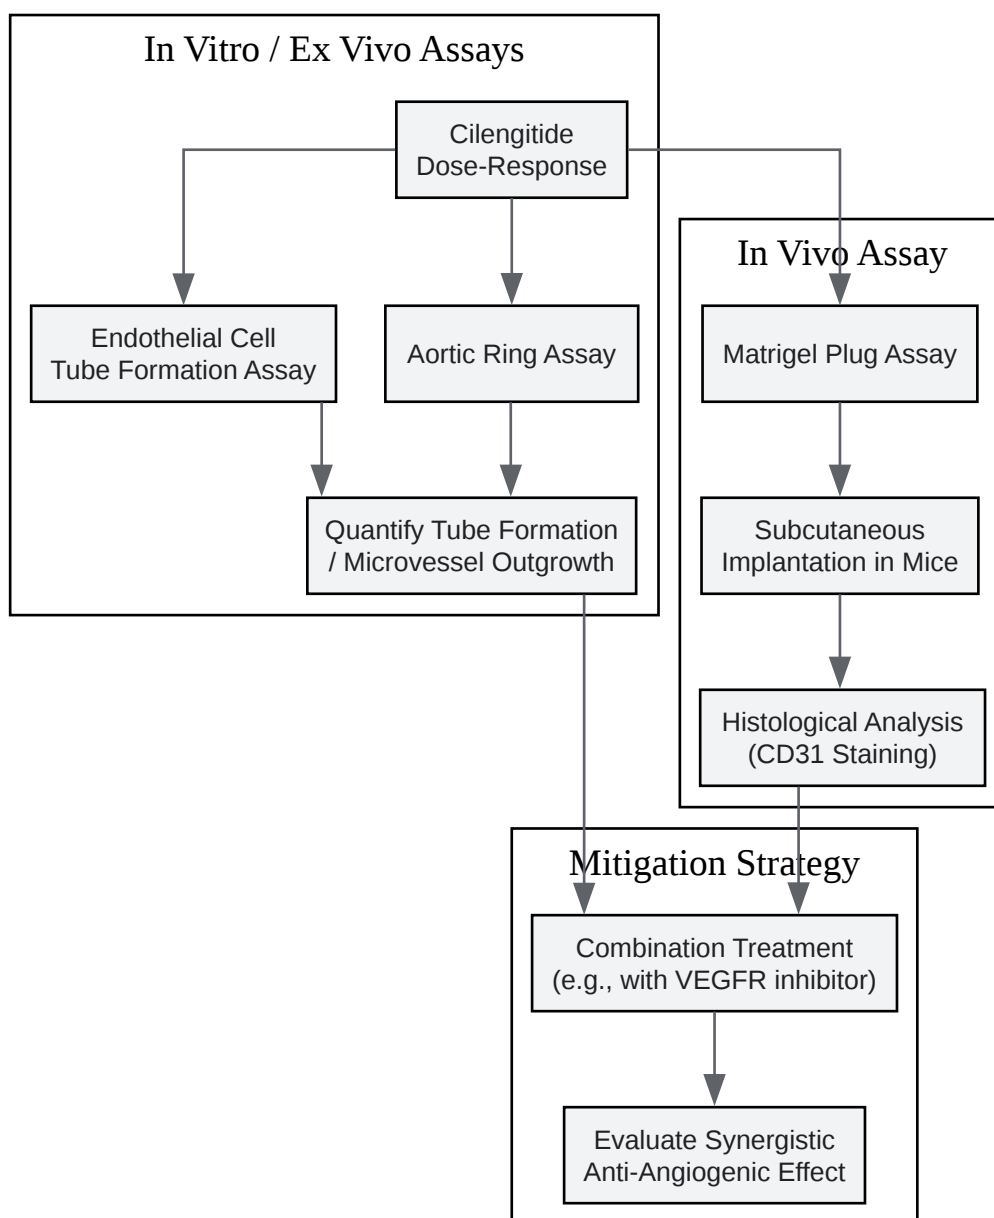 In Vitro / Ex Vivo Assays
Cilengitide
Dose-Response
Endothelial Cell
Tube Formation Assay
Aortic Ring Assay
Quantify Tube Formation
/ Microvessel Outgrowth
In Vivo Assay
Matrigel Plug Assay
Subcutaneous
Implantation in Mice
Histological Analysis
(CD31 Staining)
Mitigation Strategy
Combination Treatment
(e.g., with VEGFR inhibitor)
Evaluate Synergistic
Anti-Angiogenic Effect